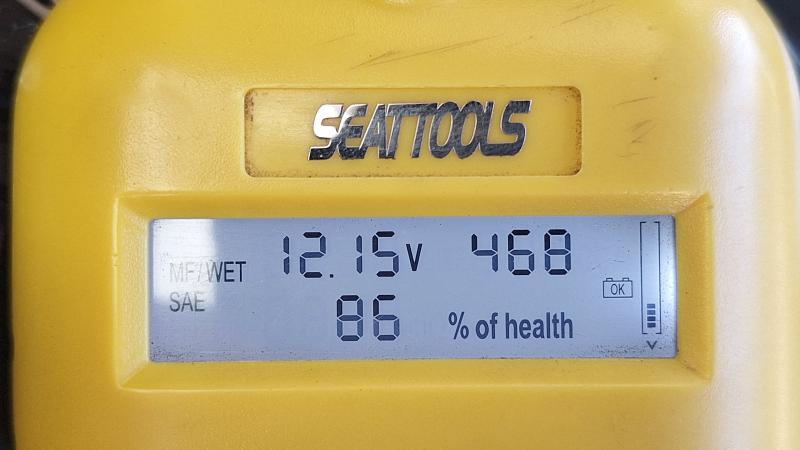 SEATTOOLS
MF/WET 12.15V 468
SAE 86 % of health
OK